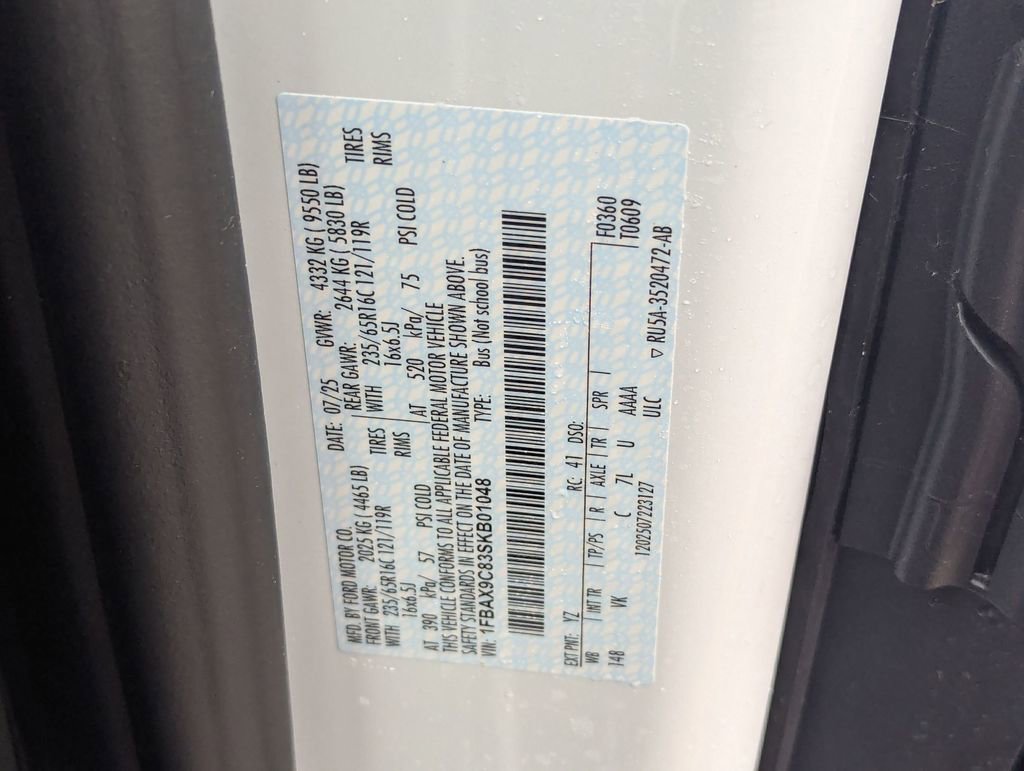 MFD. BY FORD MOTOR CO. DATE: 07/25 GVWR: 4332 KG ( 9550 LB)
FRONT GAWR: 2025 KG ( 4465 LB) REAR GAWR: 2644 KG ( 5830 LB)
WITH 235/65R16C 121/119R TIRES WITH 235/65R16C 121/119R TIRES
16x6.5J RIMS 16x6.5J RIMS
AT 390 kPa/ 57 PSI COLD AT 520 kPa/ 75 PSI COLD
THIS VEHICLE CONFORMS TO ALL APPLICABLE FEDERAL MOTOR VEHICLE
SAFETY STANDARDS IN EFFECT ON THE DATE OF MANUFACTURE SHOWN ABOVE.
VIN: 1FBAX9C83SKB01048 TYPE: Bus (Not school bus)
EXT PNT: YZ RC: 41 DSO:
WB INT TR TP/PS R AXLE TR SPR F0360
148 VK C 7L U AAAA T0609
1202507223127 ULC ▽ RU5A-3520472-AB